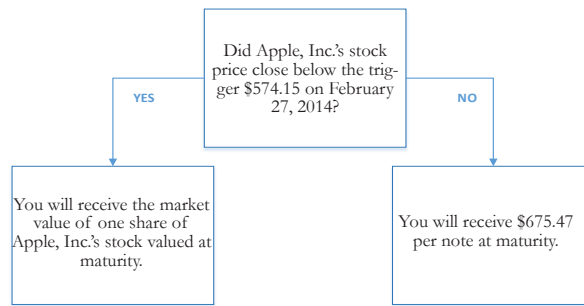 Did Apple, Inc.'s stock
price close below the trig-
ger $574.15 on February
27, 2014?
YES
NO
You will receive the market
value of one share of
Apple, Inc.'s stock valued at
maturity.
You will receive $675.47
per note at maturity.